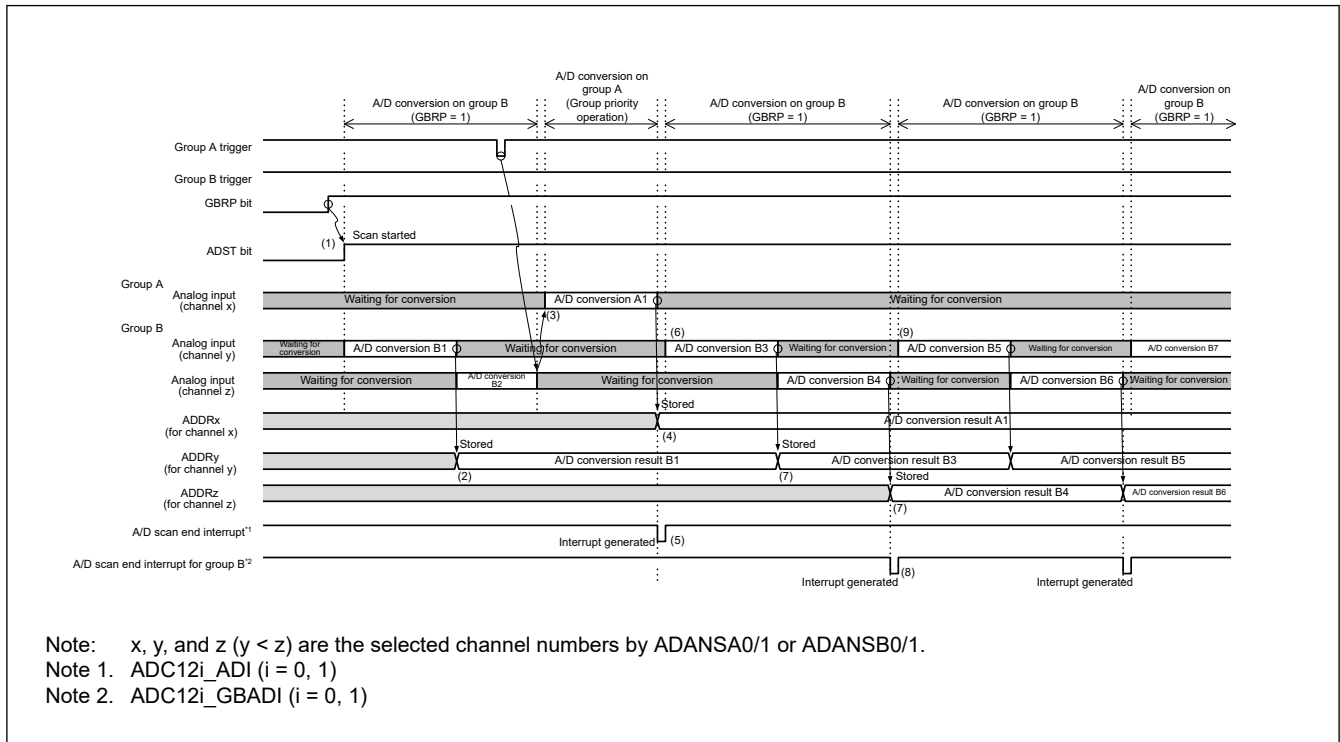 A/D conversion on
group A
(Group priority
operation)
A/D conversion on group B
(GBRP = 1)
A/D conversion on group B
(GBRP = 1)
A/D conversion on group B
(GBRP = 1)
A/D conversion on
group B
(GBRP = 1)
Group A trigger
Group B trigger
GBRP bit
(1)
Scan started
ADST bit
Group A
Analog input
(channel x)
Waiting for conversion
A/D conversion A1
Waiting for conversion
(3)
Group B
(6)
(9)
Analog input
(channel y)
Waiting for
conversion
A/D conversion B1
Waiting for conversion
A/D conversion B3
Waiting for conversion
A/D conversion B5
Waiting for conversion
A/D conversion B7
Analog input
(channel z)
Waiting for conversion
A/D conversion
B2
Waiting for conversion
A/D conversion B4
Waiting for conversion
A/D conversion B6
Waiting for conversion
Stored
ADDRx
(for channel x)
A/D conversion result A1
(4)
Stored
Stored
ADDRy
(for channel y)
A/D conversion result B1
A/D conversion result B3
A/D conversion result B5
(2)
(7)
Stored
ADDRz
(for channel z)
A/D conversion result B4
A/D conversion result B6
(7)
A/D scan end interrupt*1
Interrupt generated
(5)
A/D scan end interrupt for group B*2
(8)
Interrupt generated
Interrupt generated
Note: x, y, and z (y < z) are the selected channel numbers by ADANSA0/1 or ADANSB0/1.
Note 1. ADC12i_ADI (i = 0, 1)
Note 2. ADC12i_GBADI (i = 0, 1)